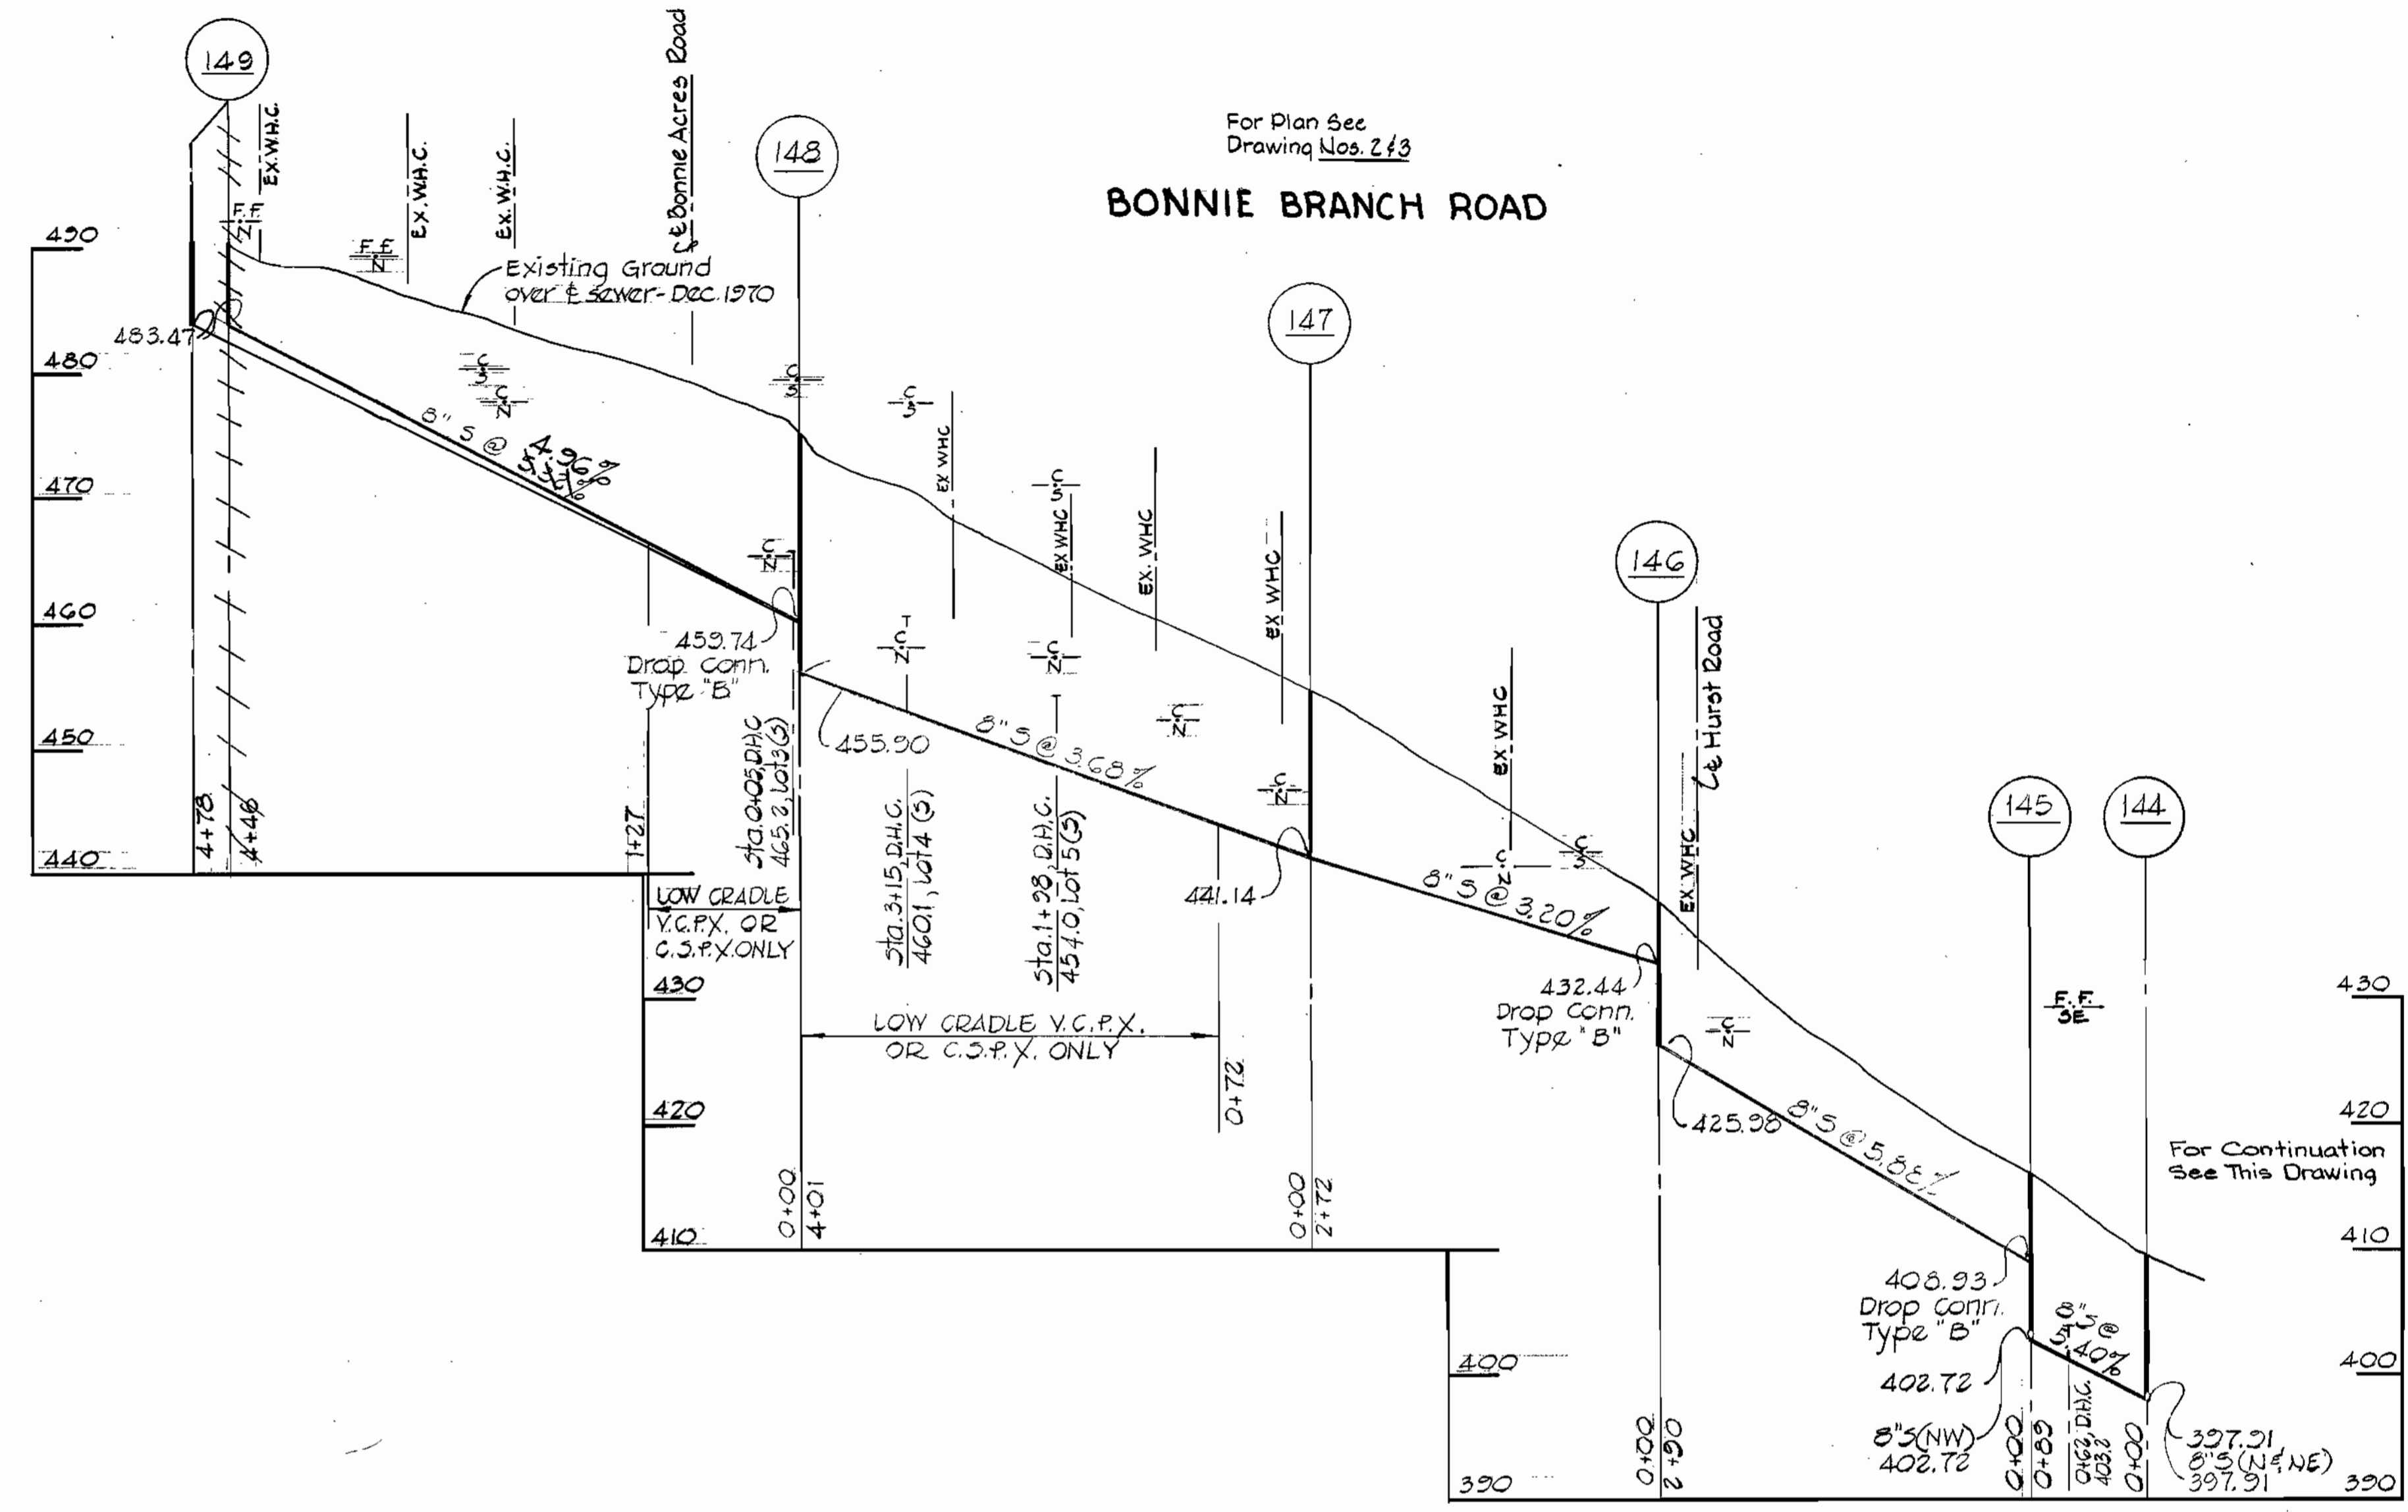 149
148
147
146
145
144
For Plan See
Drawing Nos. 2&3
BONNIE BRANCH ROAD
EX.W.H.C.
EX.W.H.C.
EX.W.H.C.
℄ Bonnie Acres Road
F.F.
N
F.F.
N
Existing Ground
over ℄ sewer-Dec.1970
490
483.47
480
470
460
450
440
C
S
C
N
8" S @ 4.96%
C
S
C
S
C
N
459.74
Drop Conn.
Type "B"
EX WHC
C
S
EX WHC
EX. WHC
EX WHC
T
C
N
C
N
T
C
N
C
N
455.90
8" S @ 3.68%
4+78
4+46
1+27
Sta.0+05,D.H.C
465.2, Lot3(S)
Sta.3+15,D.H.C.
460.1, Lot 4 (S)
Sta.1+98, D.H.C.
454.0, Lot 5(S)
441.14
LOW CRADLE
V.C.P.X. OR
C.S.P.X. ONLY
430
420
410
LOW CRADLE V.C.P.X.
OR C.S.P.X. ONLY
0+72
0+00
4+01
0+00
2+72
EX WHC
C
N
C
S
8" S @ 3.20%
EX WHC
℄ Hurst Road
432.44
Drop Conn.
Type "B"
C
N
425.98
8" S @ 5.88%
F.F.
SE
430
420
For Continuation
See This Drawing
410
408.93
Drop Conn.
Type "B"
8" S @
5.40%
400
400
402.72
8"S(NW)
402.72
0+00
2+90
0+00
0+89
0+62, D.H.C.
403.2
0+00
397.91
8"S (N & NE)
397.91
390
390